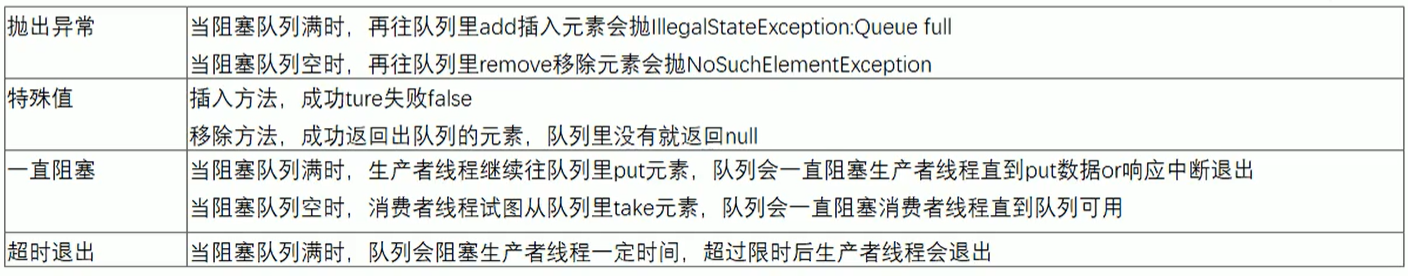 抛出异常
当阻塞队列满时，再往队列里add插入元素会抛IllegalStateException:Queue full
当阻塞队列空时，再往队列里remove移除元素会抛NoSuchElementException
特殊值
插入方法，成功ture失败false
移除方法，成功返回出队列的元素，队列里没有就返回null
一直阻塞
当阻塞队列满时，生产者线程继续往队列里put元素，队列会一直阻塞生产者线程直到put数据or响应中断退出
当阻塞队列空时，消费者线程试图从队列里take元素，队列会一直阻塞消费者线程直到队列可用
超时退出
当阻塞队列满时，队列会阻塞生产者线程一定时间，超过限时后生产者线程会退出